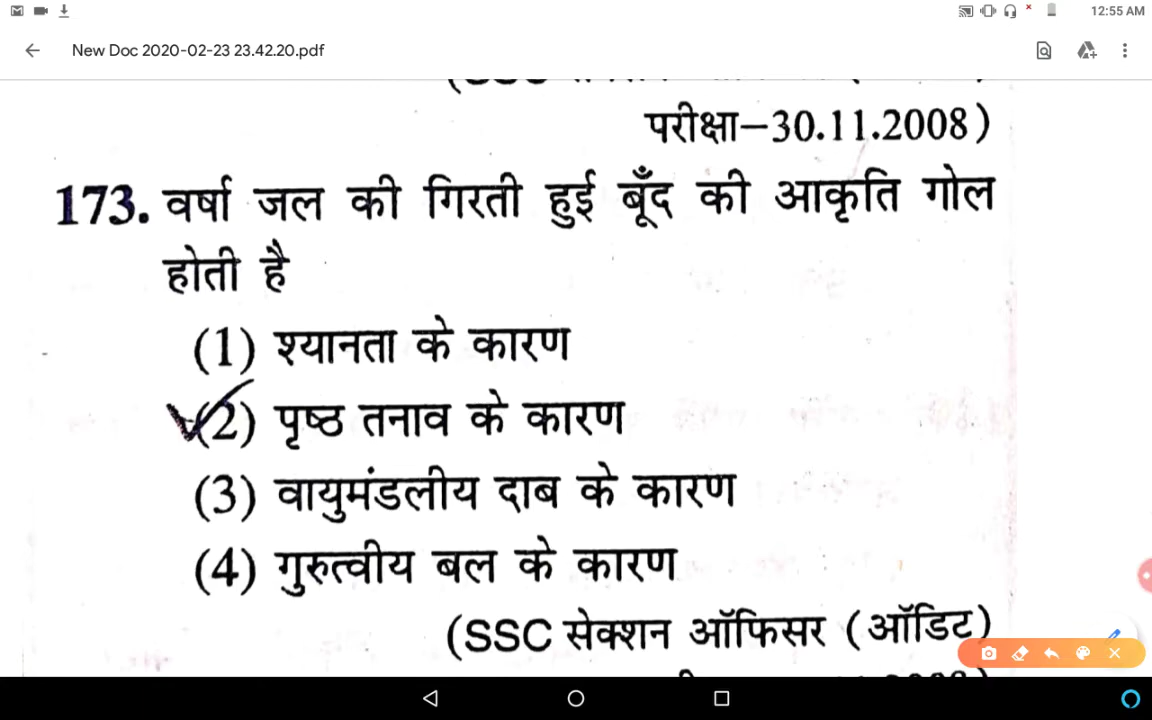 12:55 AM
New Doc 2020-02-23 23.42.20.pdf
परीक्षा–30.11.2008)
173. वर्षा जल की गिरती हुई बूँद की आकृति गोल
होती है
(1) श्यानता के कारण
(2) पृष्ठ तनाव के कारण
(3) वायुमंडलीय दाब के कारण
(4) गुरुत्वीय बल के कारण
(SSC सेक्शन ऑफिसर (ऑडिट)